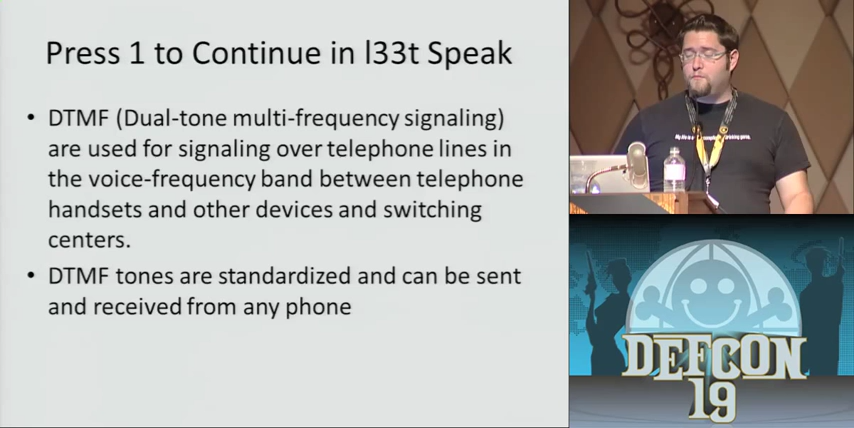 Press 1 to Continue in l33t Speak
• DTMF (Dual-tone multi-frequency signaling)
are used for signaling over telephone lines in
the voice-frequency band between telephone
handsets and other devices and switching
centers.
• DTMF tones are standardized and can be sent
and received from any phone
DEFCON
19